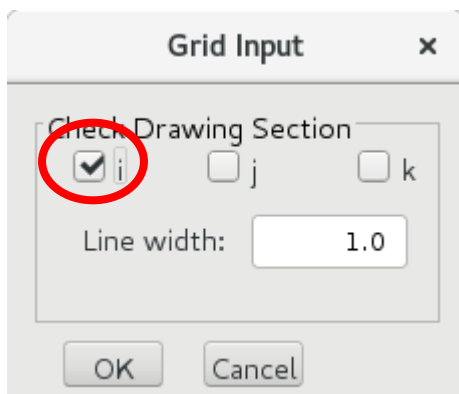 Grid Input ×
Check Drawing Section
i j k
Line width: 1.0
OK Cancel